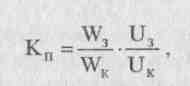 Kп = Wз/Wк · Uз/Uк ,